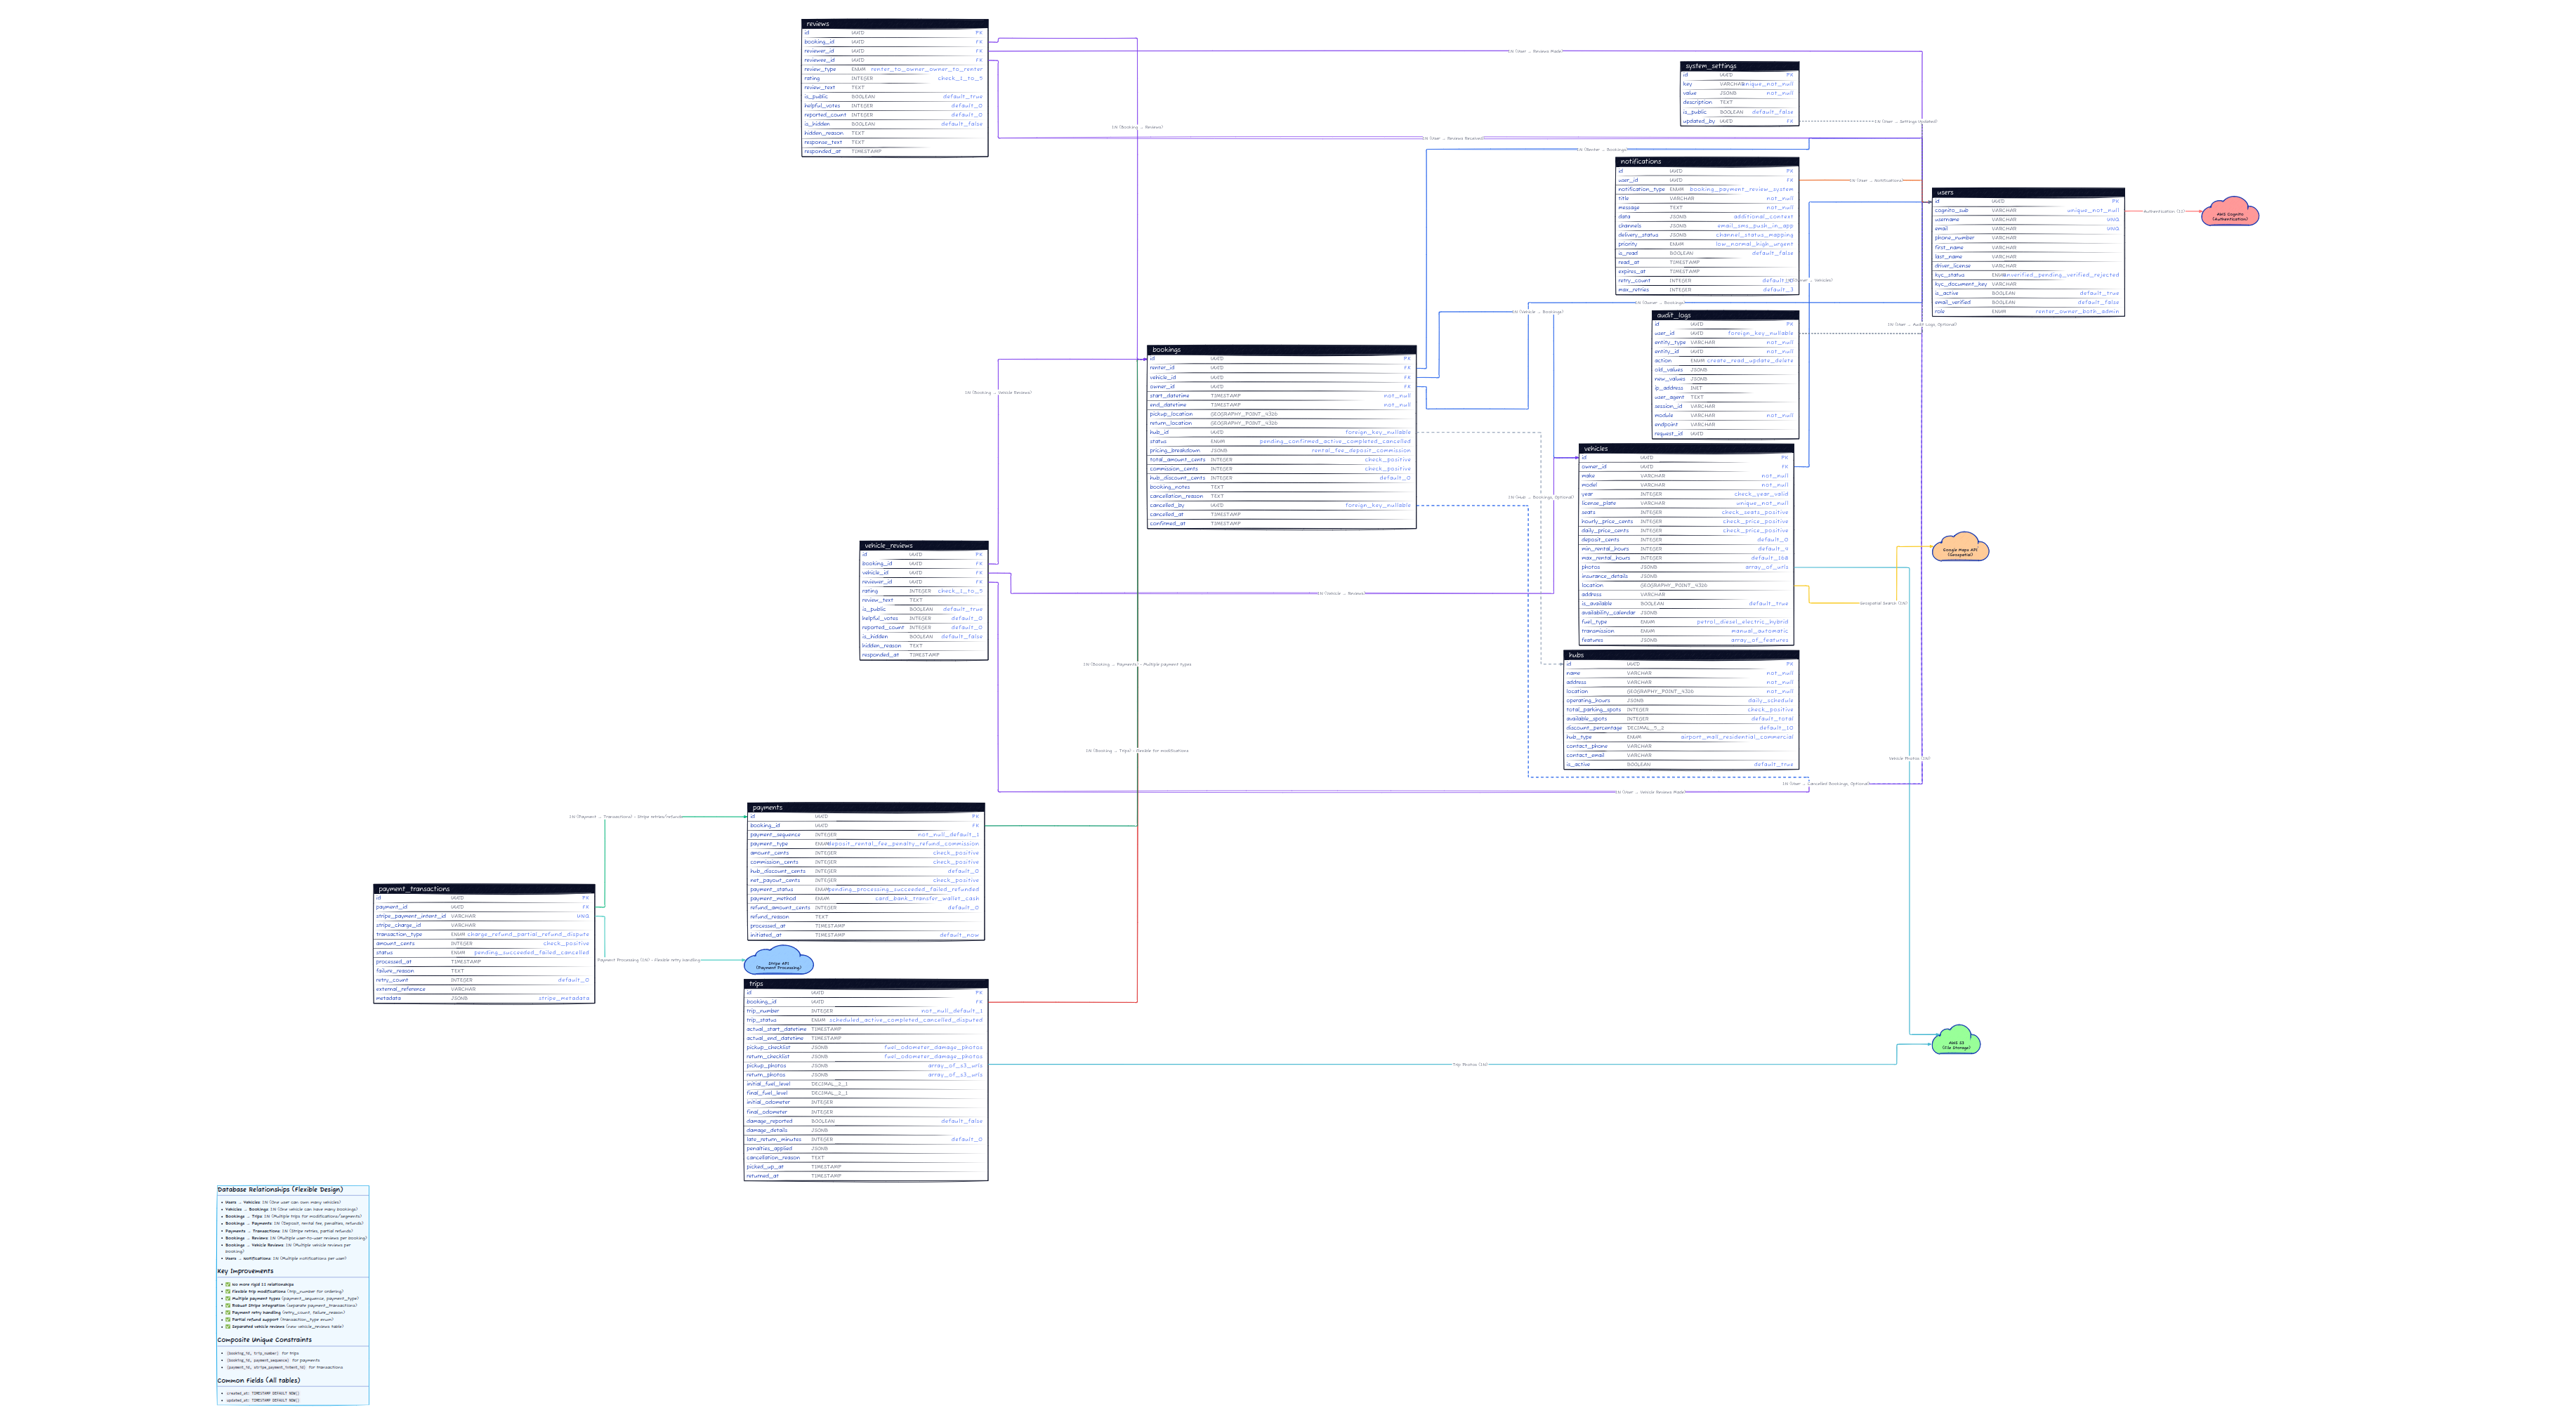 reviews
id UUID PK
booking_id UUID FK
reviewer_id UUID FK
reviewee_id UUID FK
review_type ENUM renter_to_owner_owner_to_renter
rating INTEGER check_1_to_5
review_text TEXT
is_public BOOLEAN default_true
helpful_votes INTEGER default_0
reported_count INTEGER default_0
is_hidden BOOLEAN default_false
hidden_reason TEXT
response_text TEXT
responded_at TIMESTAMP
1:N (User → Reviews Made)
1:N (Booking → Reviews)
1:N (User → Reviews Received)
system_settings
id UUID PK
key VARCHAR unique_not_null
value JSONB not_null
description TEXT
is_public BOOLEAN default_false
updated_by UUID FK
1:N (User → Settings Updated)
1:N (Renter → Bookings)
notifications
id UUID PK
user_id UUID FK
notification_type ENUM booking_payment_review_system
title VARCHAR not_null
message TEXT not_null
data JSONB additional_context
channels JSONB email_sms_push_in_app
delivery_status JSONB channel_status_mapping
priority ENUM low_normal_high_urgent
is_read BOOLEAN default_false
read_at TIMESTAMP
expires_at TIMESTAMP
retry_count INTEGER
max_retries INTEGER default_3
1:N (User → Notifications)
users
id UUID PK
cognito_sub VARCHAR unique_not_null
username VARCHAR UNQ
email VARCHAR UNQ
phone_number VARCHAR
first_name VARCHAR
last_name VARCHAR
driver_license VARCHAR
kyc_status ENUM unverified_pending_verified_rejected
kyc_document_key VARCHAR
is_active BOOLEAN default_true
email_verified BOOLEAN default_false
role ENUM renter_owner_both_admin
Authentication (1:1)
AWS Cognito
(Authentication)
1:N (Owner → Bookings)
1:N (Vehicle → Bookings)
audit_logs
id UUID PK
user_id UUID foreign_key_nullable
entity_type VARCHAR not_null
entity_id UUID not_null
action ENUM create_read_update_delete
old_values JSONB
new_values JSONB
ip_address INET
user_agent TEXT
session_id VARCHAR
module VARCHAR not_null
endpoint VARCHAR
request_id UUID
1:N (User → Audit Logs, Optional)
bookings
id UUID PK
renter_id UUID FK
vehicle_id UUID FK
owner_id UUID FK
start_datetime TIMESTAMP not_null
end_datetime TIMESTAMP not_null
pickup_location GEOGRAPHY_POINT_4326
return_location GEOGRAPHY_POINT_4326
hub_id UUID foreign_key_nullable
status ENUM pending_confirmed_active_completed_cancelled
pricing_breakdown JSONB rental_fee_deposit_commission
total_amount_cents INTEGER check_positive
commission_cents INTEGER check_positive
hub_discount_cents INTEGER default_0
booking_notes TEXT
cancellation_reason TEXT
cancelled_by UUID foreign_key_nullable
cancelled_at TIMESTAMP
confirmed_at TIMESTAMP
1:N (Booking → Vehicle Reviews)
1:N (Hub → Bookings, Optional)
vehicles
id UUID PK
owner_id UUID FK
make VARCHAR not_null
model VARCHAR not_null
year INTEGER check_year_valid
license_plate VARCHAR unique_not_null
seats INTEGER check_seats_positive
hourly_price_cents INTEGER check_price_positive
daily_price_cents INTEGER check_price_positive
deposit_cents INTEGER default_0
min_rental_hours INTEGER default_4
max_rental_hours INTEGER default_168
photos JSONB array_of_urls
insurance_details JSONB
location GEOGRAPHY_POINT_4326
address VARCHAR
is_available BOOLEAN default_true
availability_calendar JSONB
fuel_type ENUM petrol_diesel_electric_hybrid
transmission ENUM manual_automatic
features JSONB array_of_features
Google Maps API
(Geospatial)
Geospatial Search (1:N)
vehicle_reviews
id UUID PK
booking_id UUID FK
vehicle_id UUID FK
reviewer_id UUID FK
rating INTEGER check_1_to_5
review_text TEXT
is_public BOOLEAN default_true
helpful_votes INTEGER default_0
reported_count INTEGER default_0
is_hidden BOOLEAN default_false
hidden_reason TEXT
responded_at TIMESTAMP
1:N (Vehicle → Reviews)
1:N (Booking → Payments) - Multiple payment types
hubs
id UUID PK
name VARCHAR not_null
address VARCHAR not_null
location GEOGRAPHY_POINT_4326 not_null
operating_hours JSONB daily_schedule
total_parking_spots INTEGER check_positive
available_spots INTEGER default_total
discount_percentage DECIMAL_5_2 default_10
hub_type ENUM airport_mall_residential_commercial
contact_phone VARCHAR
contact_email VARCHAR
is_active BOOLEAN default_true
1:N (Booking → Trips) - Flexible for modifications
Vehicle Photos (1:N)
1:N (User → Cancelled Bookings, Optional)
1:N (User → Vehicle Reviews Made)
payments
id UUID PK
booking_id UUID FK
payment_sequence INTEGER not_null_default_1
payment_type ENUM deposit_rental_fee_penalty_refund_commission
amount_cents INTEGER check_positive
commission_cents INTEGER check_positive
hub_discount_cents INTEGER default_0
net_payout_cents INTEGER check_positive
payment_status ENUM pending_processing_succeeded_failed_refunded
payment_method ENUM card_bank_transfer_wallet_cash
refund_amount_cents INTEGER default_0
refund_reason TEXT
processed_at TIMESTAMP
initiated_at TIMESTAMP default_now
1:N (Payment → Transactions) - Stripe retries/refunds
payment_transactions
id UUID PK
payment_id UUID FK
stripe_payment_intent_id VARCHAR UNQ
stripe_charge_id VARCHAR
transaction_type ENUM charge_refund_partial_refund_dispute
amount_cents INTEGER check_positive
status ENUM pending_succeeded_failed_cancelled
processed_at TIMESTAMP
failure_reason TEXT
retry_count INTEGER default_0
external_reference VARCHAR
metadata JSONB stripe_metadata
Payment Processing (1:N) - Flexible retry handling
Stripe API
(Payment Processing)
trips
id UUID PK
booking_id UUID FK
trip_number INTEGER not_null_default_1
trip_status ENUM scheduled_active_completed_cancelled_disputed
actual_start_datetime TIMESTAMP
actual_end_datetime TIMESTAMP
pickup_checklist JSONB fuel_odometer_damage_photos
return_checklist JSONB fuel_odometer_damage_photos
pickup_photos JSONB array_of_s3_urls
return_photos JSONB array_of_s3_urls
initial_fuel_level DECIMAL_2_1
final_fuel_level DECIMAL_2_1
initial_odometer INTEGER
final_odometer INTEGER
damage_reported BOOLEAN default_false
damage_details JSONB
late_return_minutes INTEGER default_0
penalties_applied JSONB
cancellation_reason TEXT
picked_up_at TIMESTAMP
returned_at TIMESTAMP
Trip Photos (1:N)
AWS S3
(File Storage)
Database Relationships (Flexible Design)
• Users → Vehicles: 1:N (One user can own many vehicles)
• Vehicles → Bookings: 1:N (One vehicle can have many bookings)
• Bookings → Trips: 1:N (Multiple trips for modifications/segments)
• Bookings → Payments: 1:N (Deposit, rental fee, penalties, refunds)
• Payments → Transactions: 1:N (Stripe retries, partial refunds)
• Bookings → Reviews: 1:N (Multiple user-to-user reviews per booking)
• Bookings → Vehicle Reviews: 1:N (Multiple vehicle reviews per
booking)
• Users → Notifications: 1:N (Multiple notifications per user)
Key Improvements
• ✅ No more rigid 1:1 relationships
• ✅ Flexible trip modifications (trip_number for ordering)
• ✅ Multiple payment types (payment_sequence, payment_type)
• ✅ Robust Stripe integration (separate payment_transactions)
• ✅ Payment retry handling (retry_count, failure_reason)
• ✅ Partial refund support (transaction_type enum)
• ✅ Separated vehicle reviews (new vehicle_reviews table)
Composite Unique Constraints
• (booking_id, trip_number) for trips
• (booking_id, payment_sequence) for payments
• (payment_id, stripe_payment_intent_id) for transactions
Common Fields (All tables)
• created_at: TIMESTAMP DEFAULT NOW()
• updated_at: TIMESTAMP DEFAULT NOW()